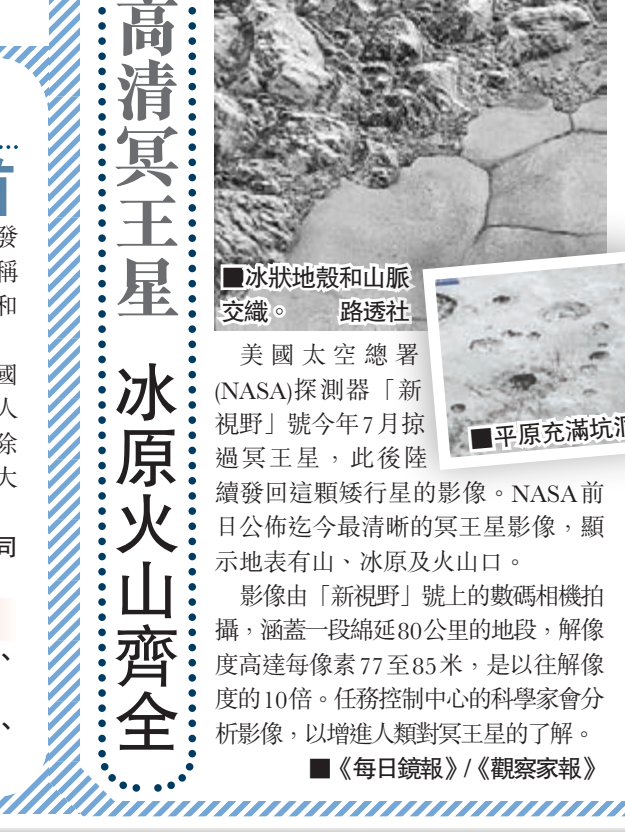 高清冥王星 冰原火山齊全
■冰狀地殼和山脈
交織。 路透社
■平原充滿坑洞
美國太空總署
(NASA)探測器「新
視野」號今年7月掠
過冥王星，此後陸
續發回這顆矮行星的影像。NASA前
日公佈迄今最清晰的冥王星影像，顯
示地表有山、冰原及火山口。
影像由「新視野」號上的數碼相機拍
攝，涵蓋一段綿延80公里的地段，解像
度高達每像素77至85米，是以往解像
度的10倍。任務控制中心的科學家會分
析影像，以增進人類對冥王星的了解。
■《每日鏡報》/《觀察家報》
發
稱
和
國
人
除
大
司
、
、